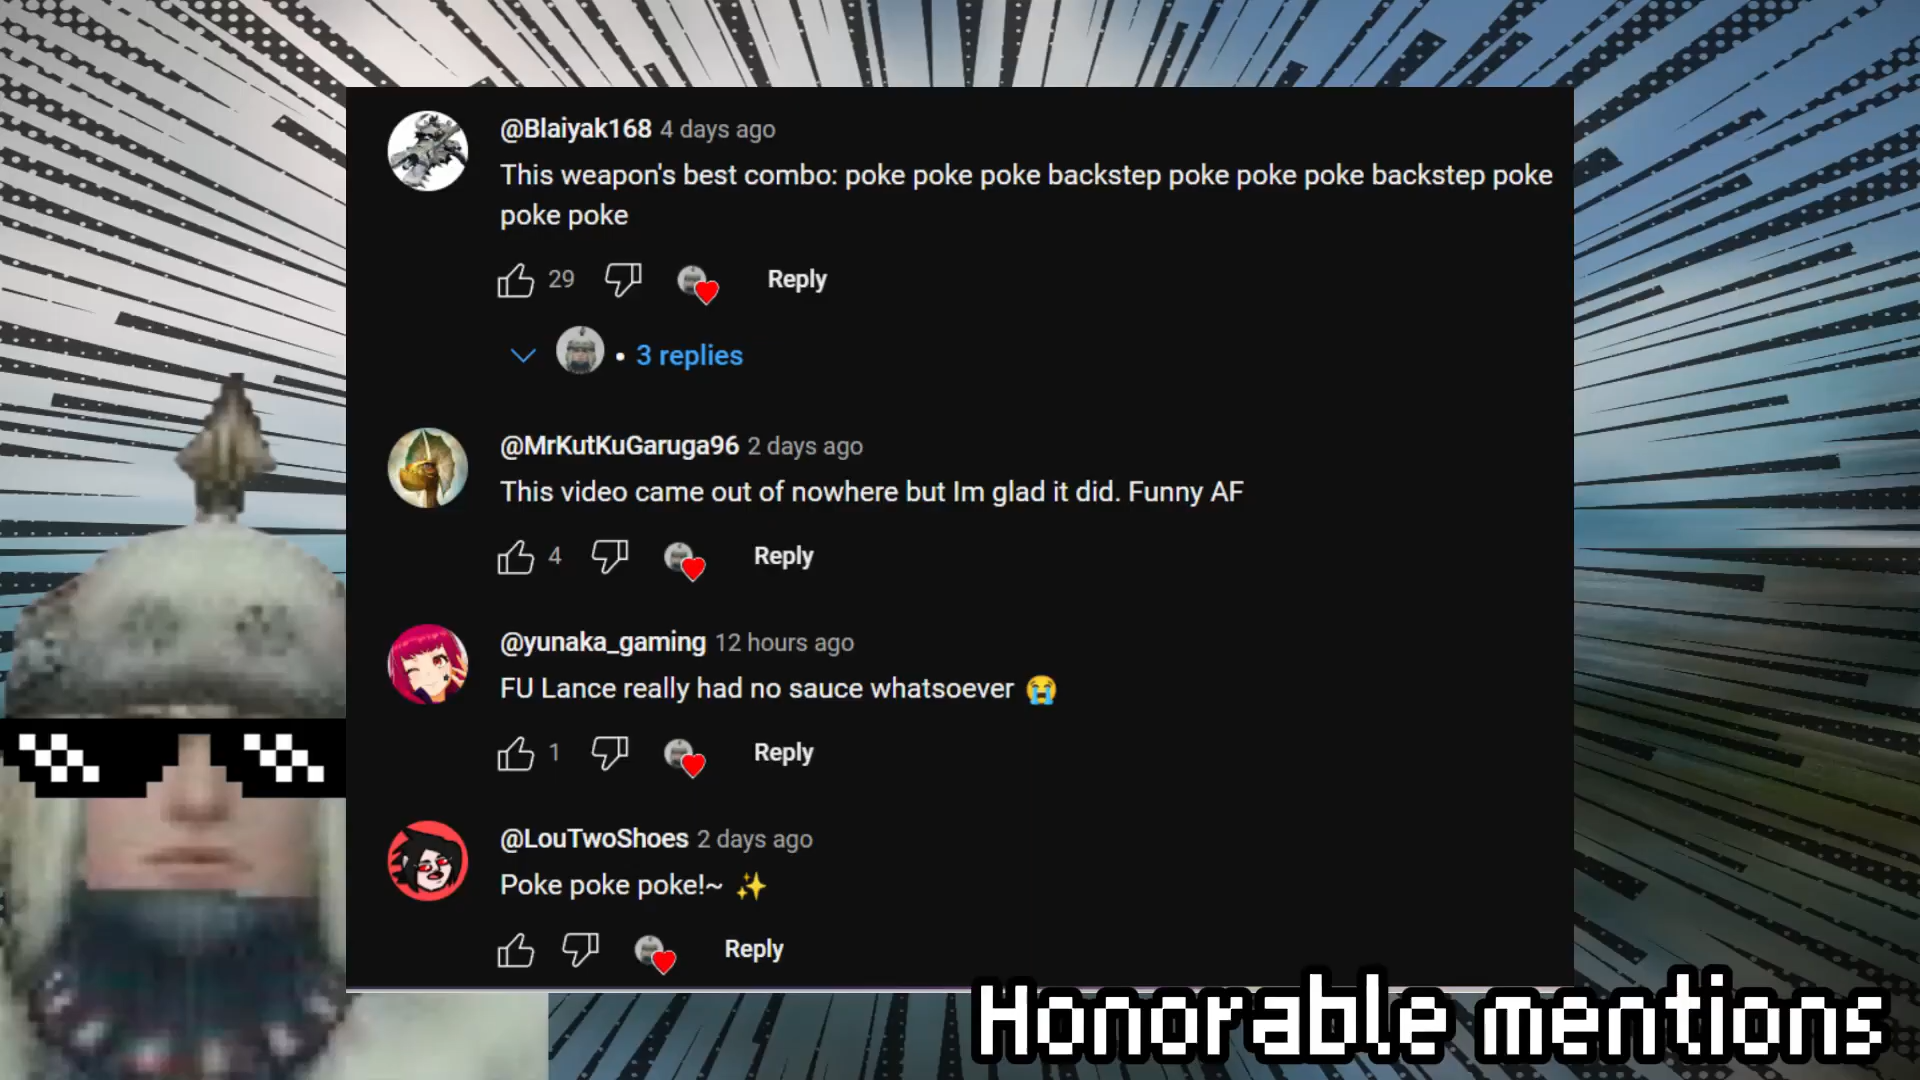 @Blaiyak168 4 days ago
This weapon's best combo: poke poke poke backstep poke poke poke backstep poke
poke poke
29 Reply
• 3 replies
@MrKutKuGaruga96 2 days ago
This video came out of nowhere but Im glad it did. Funny AF
4 Reply
@yunaka_gaming 12 hours ago
FU Lance really had no sauce whatsoever 😭
1 Reply
@LouTwoShoes 2 days ago
Poke poke poke!~ ✨
Reply
Honorable mentions